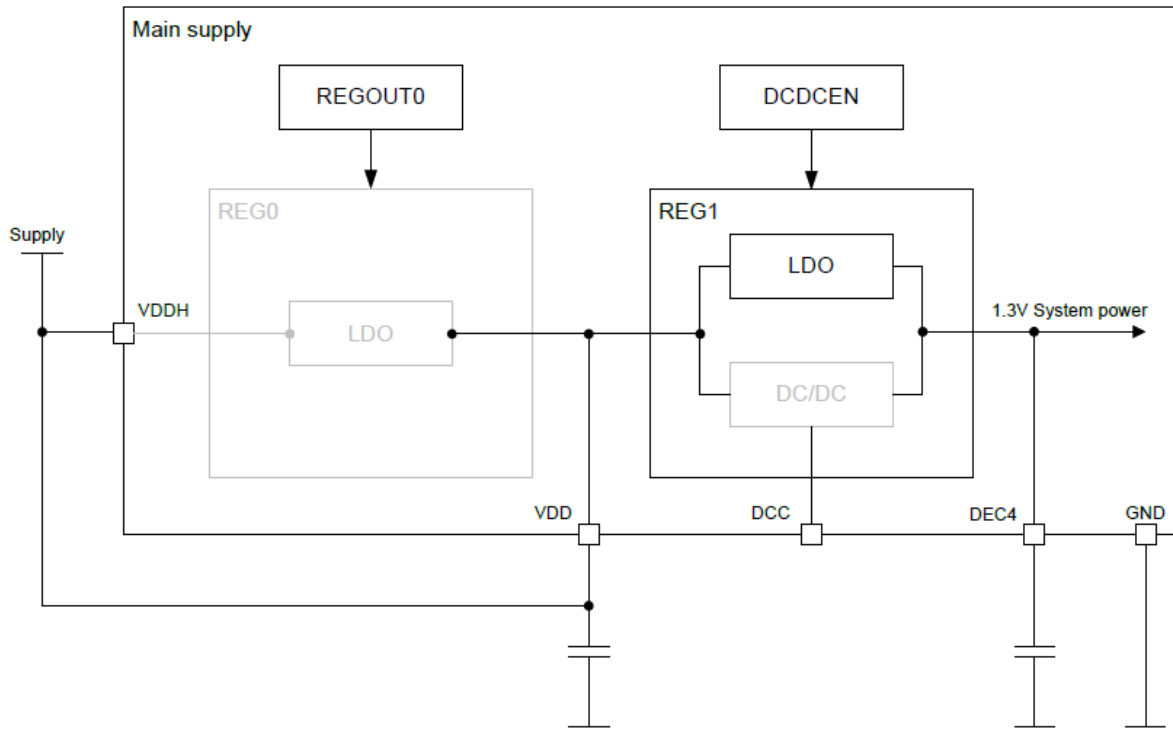 Main supply
REGOUT0
DCDCEN
REG0
REG1
Supply
LDO
VDDH
1.3V System power
LDO
DC/DC
VDD
DCC
DEC4
GND